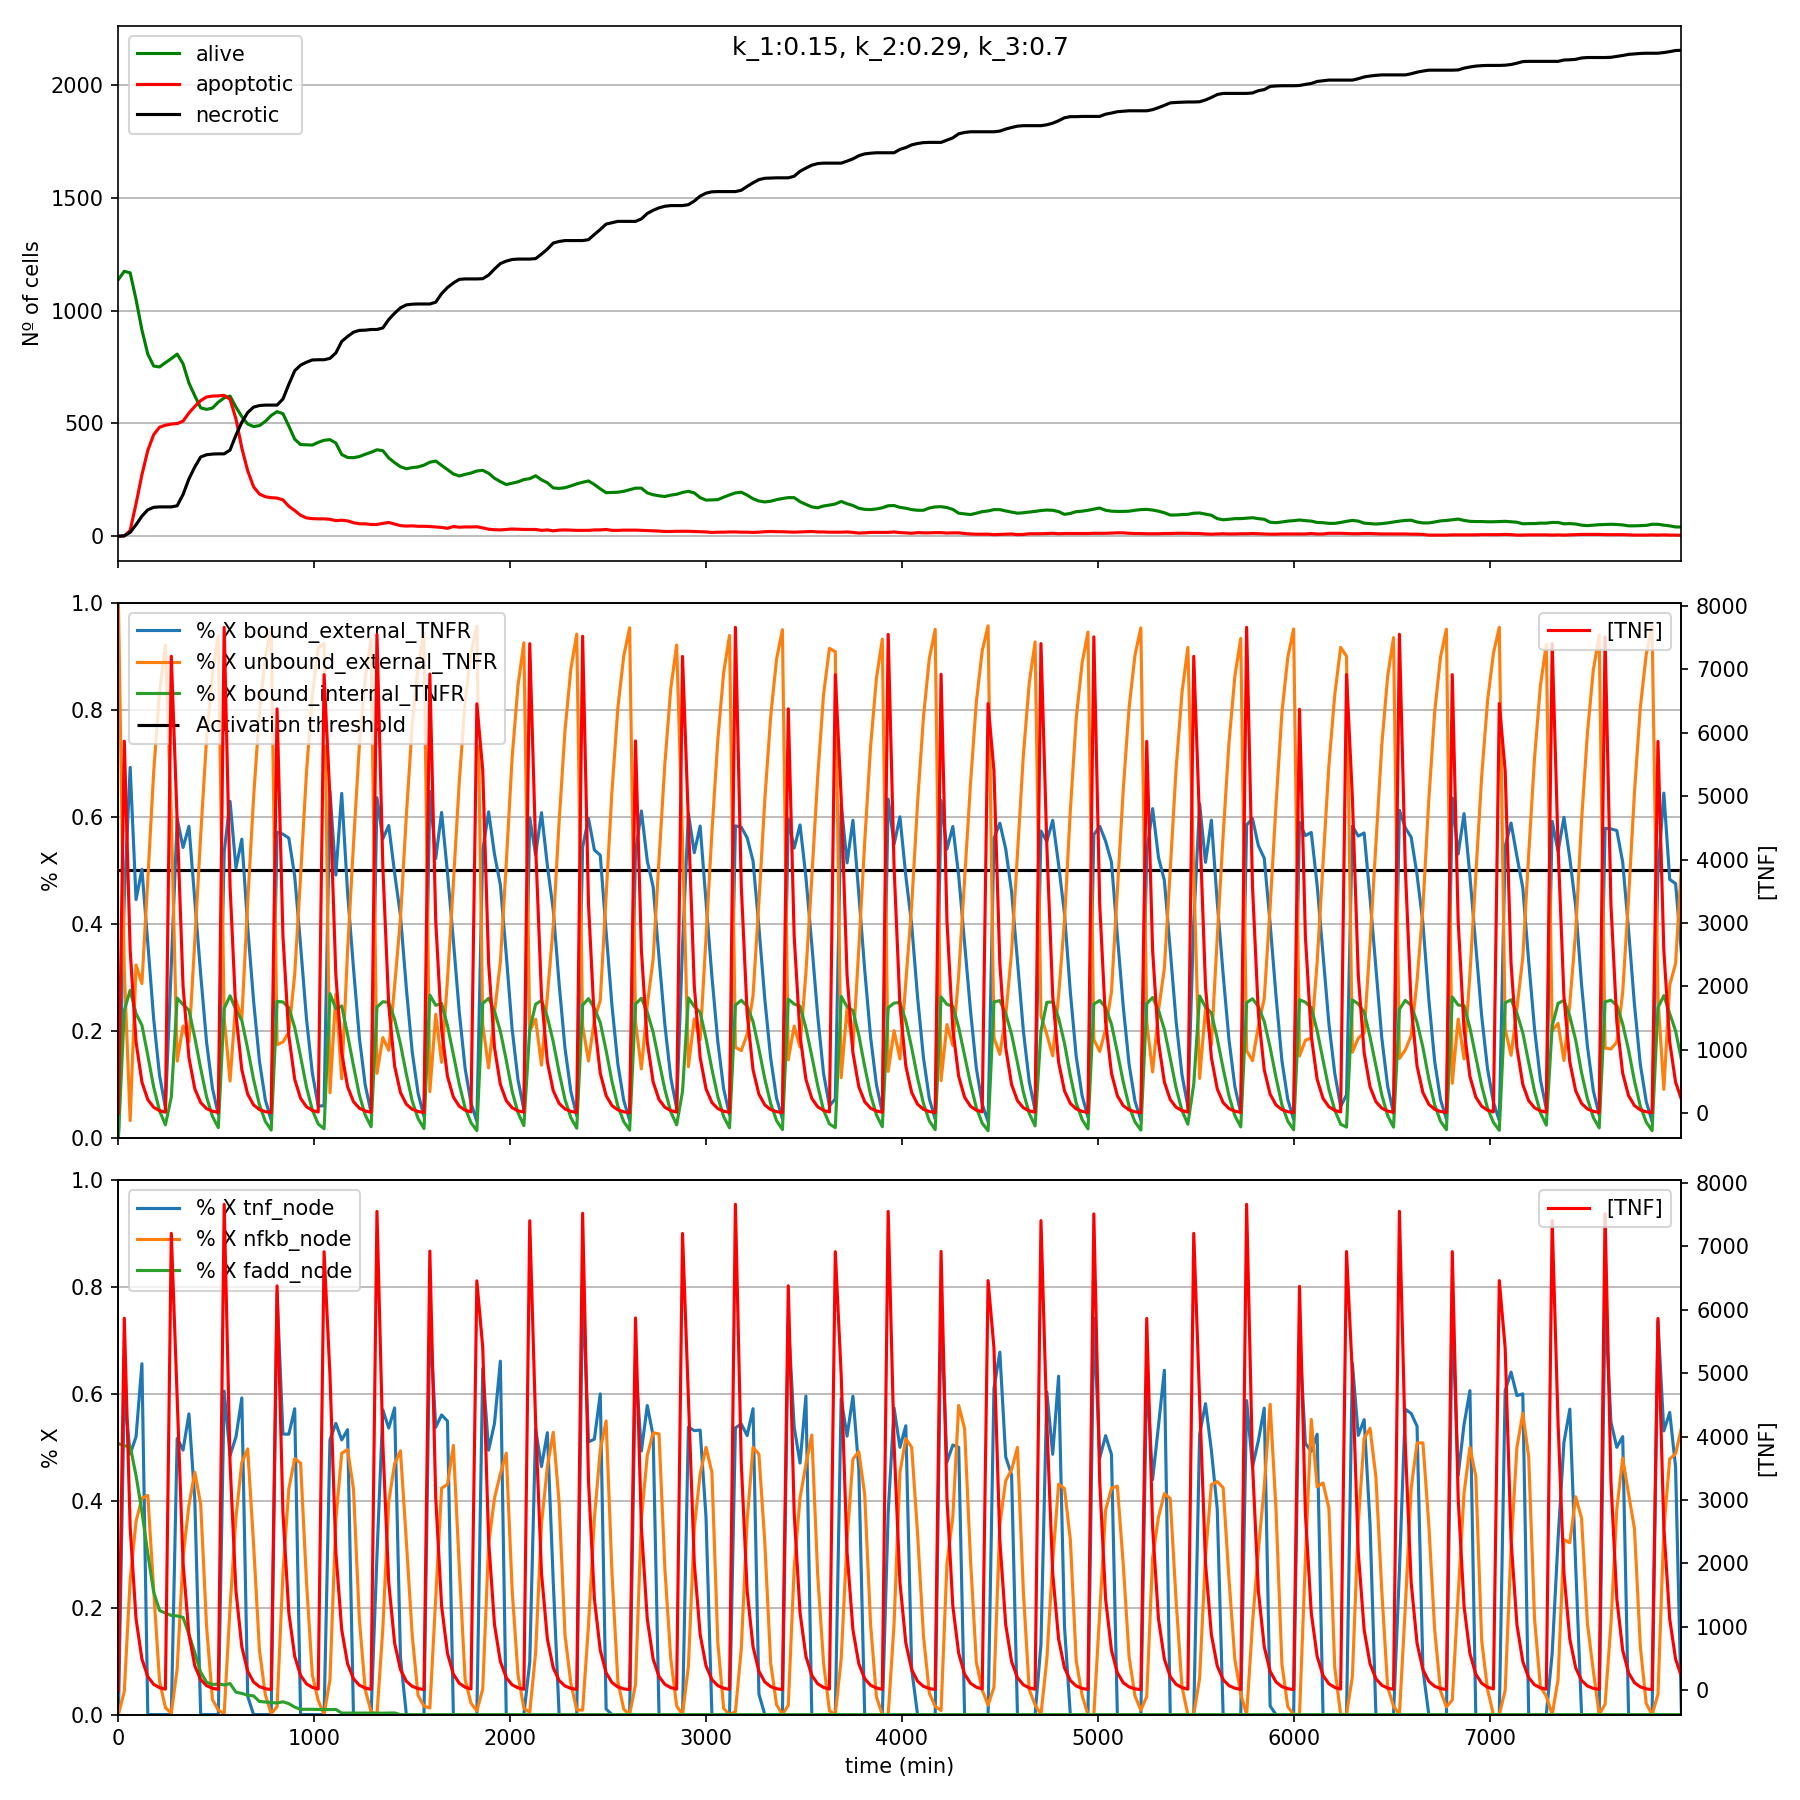 k_1:0.15, k_2:0.29, k_3:0.7
alive
apoptotic
necrotic
2000
1500
1000
500
0
Nº of cells
% X bound_external_TNFR
% X unbound_external_TNFR
% X bound_internal_TNFR
Activation threshold
[TNF]
1.0
0.8
0.6
0.4
0.2
0.0
% X
8000
7000
6000
5000
4000
3000
2000
1000
0
[TNF]
% X tnf_node
% X nfkb_node
% X fadd_node
[TNF]
1.0
0.8
0.6
0.4
0.2
0.0
% X
8000
7000
6000
5000
4000
3000
2000
1000
0
[TNF]
0 1000 2000 3000 4000 5000 6000 7000
time (min)